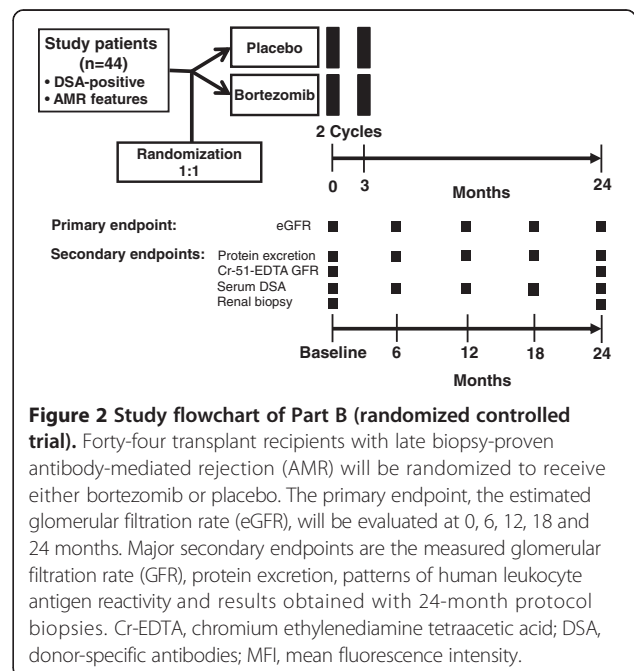 Study patients
(n=44)
• DSA-positive
• AMR features
Placebo
Bortezomib
2 Cycles
Randomization
1:1
0 3 24
Months
Primary endpoint: eGFR
Secondary endpoints: Protein excretion
Cr-51-EDTA GFR
Serum DSA
Renal biopsy
Baseline 6 12 18 24
Months
Figure 2 Study flowchart of Part B (randomized controlled
trial). Forty-four transplant recipients with late biopsy-proven
antibody-mediated rejection (AMR) will be randomized to receive
either bortezomib or placebo. The primary endpoint, the estimated
glomerular filtration rate (eGFR), will be evaluated at 0, 6, 12, 18 and
24 months. Major secondary endpoints are the measured glomerular
filtration rate (GFR), protein excretion, patterns of human leukocyte
antigen reactivity and results obtained with 24-month protocol
biopsies. Cr-EDTA, chromium ethylenediamine tetraacetic acid; DSA,
donor-specific antibodies; MFI, mean fluorescence intensity.